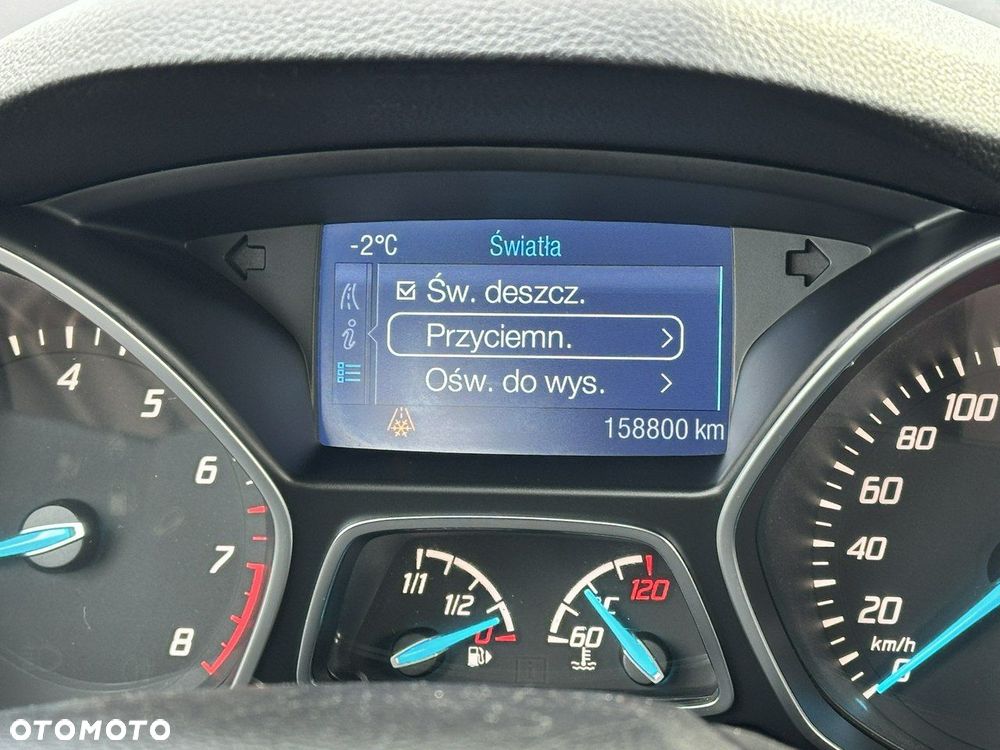 -2°C Światła
Św. deszcz.
Przyciemn. >
Ośw. do wys. >
158800 km
4
5
6
7
8
1/1
1/2
0
60
°C
120
100
80
60
40
20
km/h
0
OTOMOTO